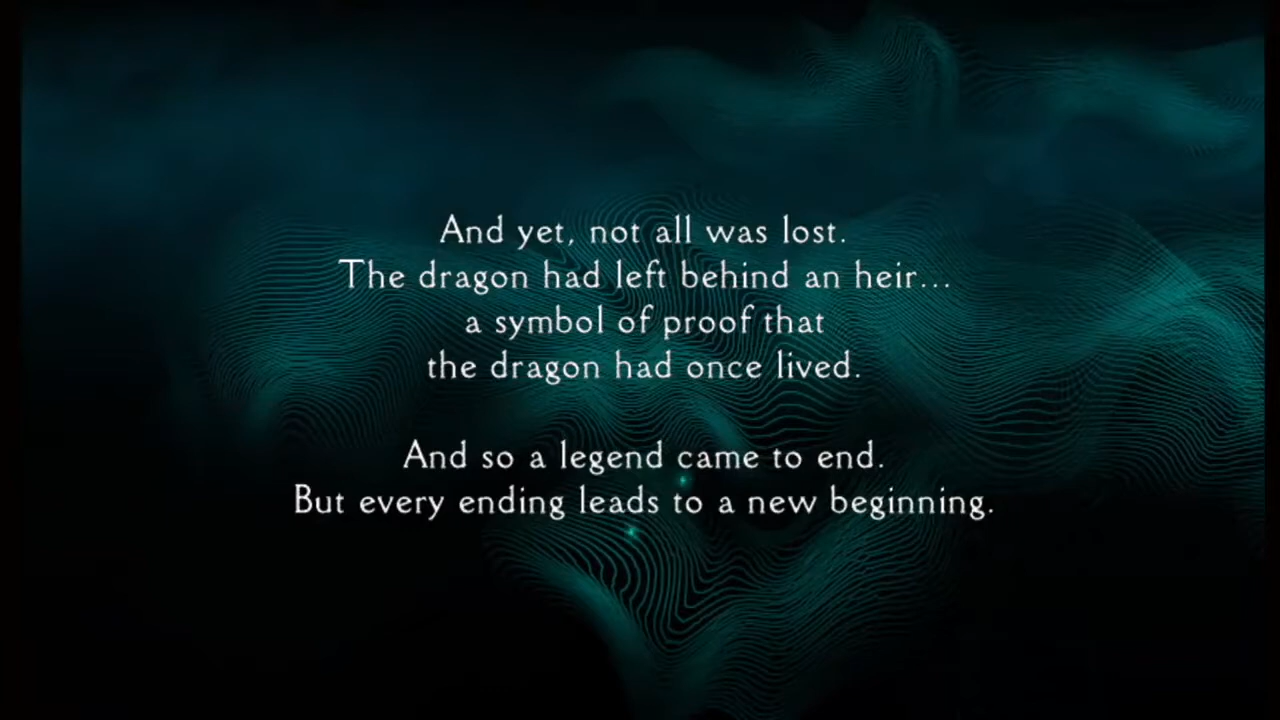 And yet, not all was lost.
The dragon had left behind an heir...
a symbol of proof that
the dragon had once lived.
And so a legend came to end.
But every ending leads to a new beginning.